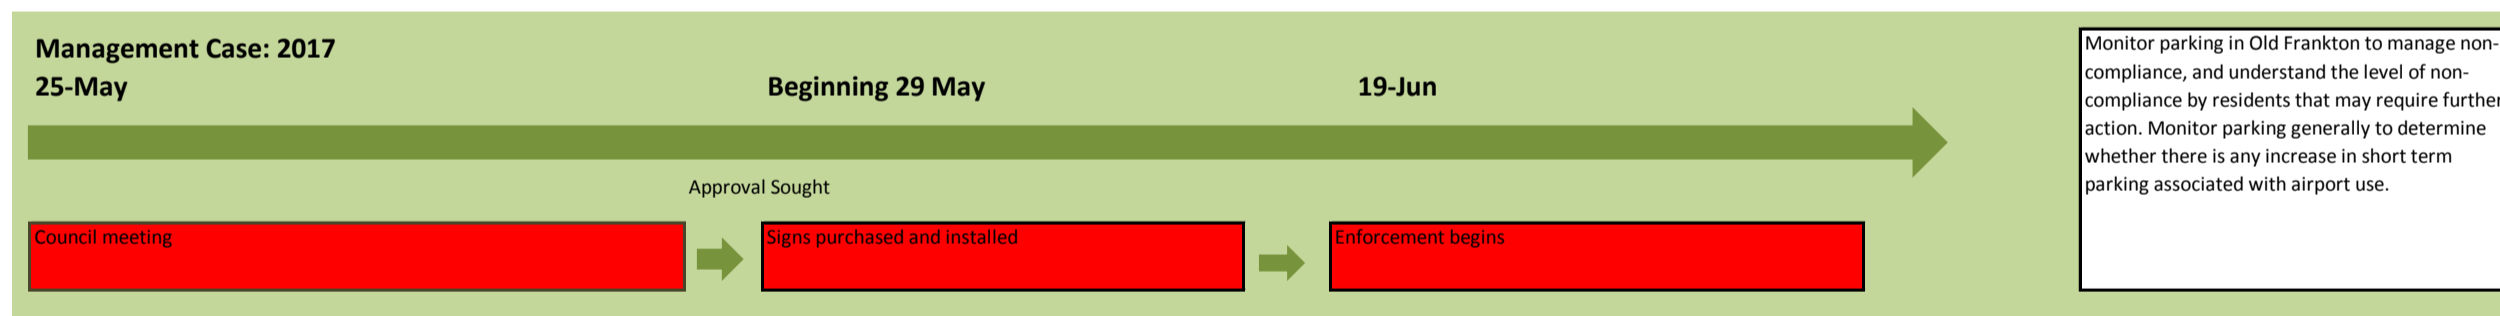 Management Case: 2017
25-May
Beginning 29 May
19-Jun
Approval Sought
Council meeting
Signs purchased and installed
Enforcement begins
Monitor parking in Old Frankton to manage non-
compliance, and understand the level of non-
compliance by residents that may require further
action. Monitor parking generally to determine
whether there is any increase in short term
parking associated with airport use.